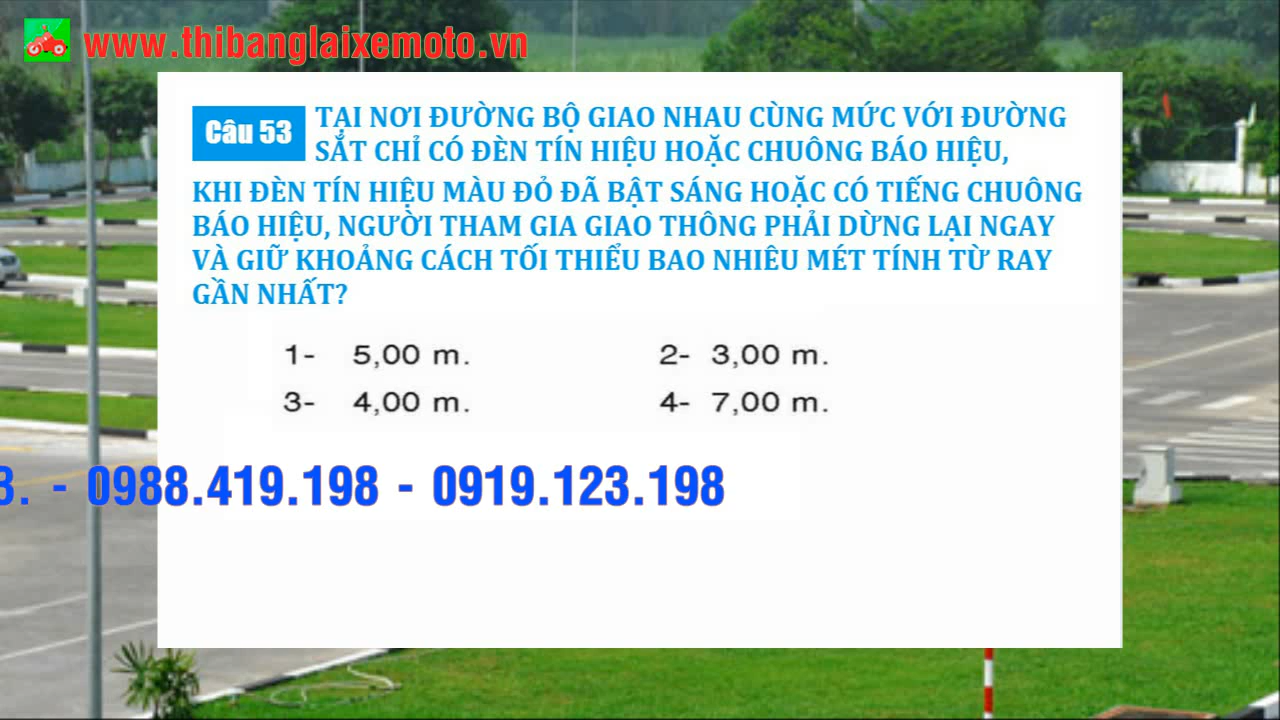 www.thibanglaixemoto.vn
Câu 53 TẠI NƠI ĐƯỜNG BỘ GIAO NHAU CÙNG MỨC VỚI ĐƯỜNG
SẮT CHỈ CÓ ĐÈN TÍN HIỆU HOẶC CHUÔNG BÁO HIỆU,
KHI ĐÈN TÍN HIỆU MÀU ĐỎ ĐÃ BẬT SÁNG HOẶC CÓ TIẾNG CHUÔNG
BÁO HIỆU, NGƯỜI THAM GIA GIAO THÔNG PHẢI DỪNG LẠI NGAY
VÀ GIỮ KHOẢNG CÁCH TỐI THIỂU BAO NHIÊU MÉT TÍNH TỪ RAY
GẦN NHẤT?
1- 5,00 m. 2- 3,00 m.
3- 4,00 m. 4- 7,00 m.
3. - 0988.419.198 - 0919.123.198